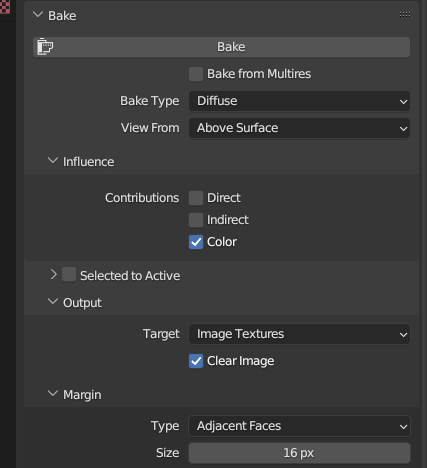 Bake
Bake
Bake from Multires
Bake Type Diffuse
View From Above Surface
Influence
Contributions Direct
Indirect
Color
Selected to Active
Output
Target Image Textures
Clear Image
Margin
Type Adjacent Faces
Size 16 px